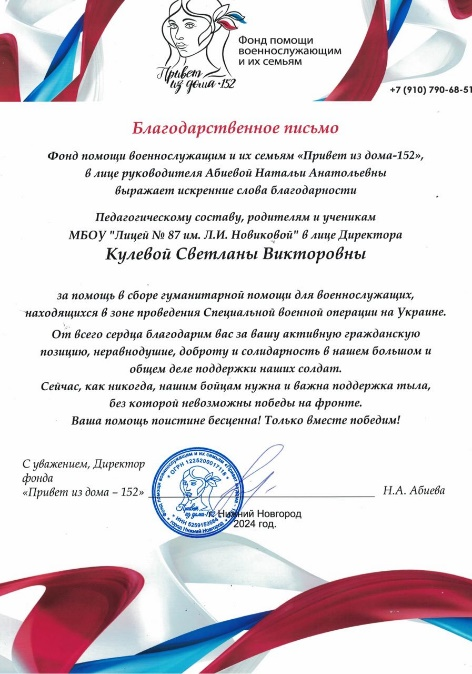 Привет
из дома-152
Фонд помощи
военнослужащим
и их семьям
+7 (910) 790-68-51
Благодарственное письмо
Фонд помощи военнослужащим и их семьям «Привет из дома-152»,
в лице руководителя Абиевой Натальи Анатольевны
выражает искренние слова благодарности
Педагогическому составу, родителям и ученикам
МБОУ "Лицей № 87 им. Л.И. Новиковой" в лице Директора
Кулевой Светланы Викторовны
за помощь в сборе гуманитарной помощи для военнослужащих,
находящихся в зоне проведения Специальной военной операции на Украине.
От всего сердца благодарим вас за вашу активную гражданскую
позицию, неравнодушие, доброту и солидарность в нашем большом и
общем деле поддержки наших солдат.
Сейчас, как никогда, нашим бойцам нужна и важна поддержка тыла,
без которой невозможны победы на фронте.
Ваша помощь поистине бесценна! Только вместе победим!
С уважением, Директор
фонда
«Привет из дома – 152»
Н.А. Абиева
г. Нижний Новгород
2024 год.